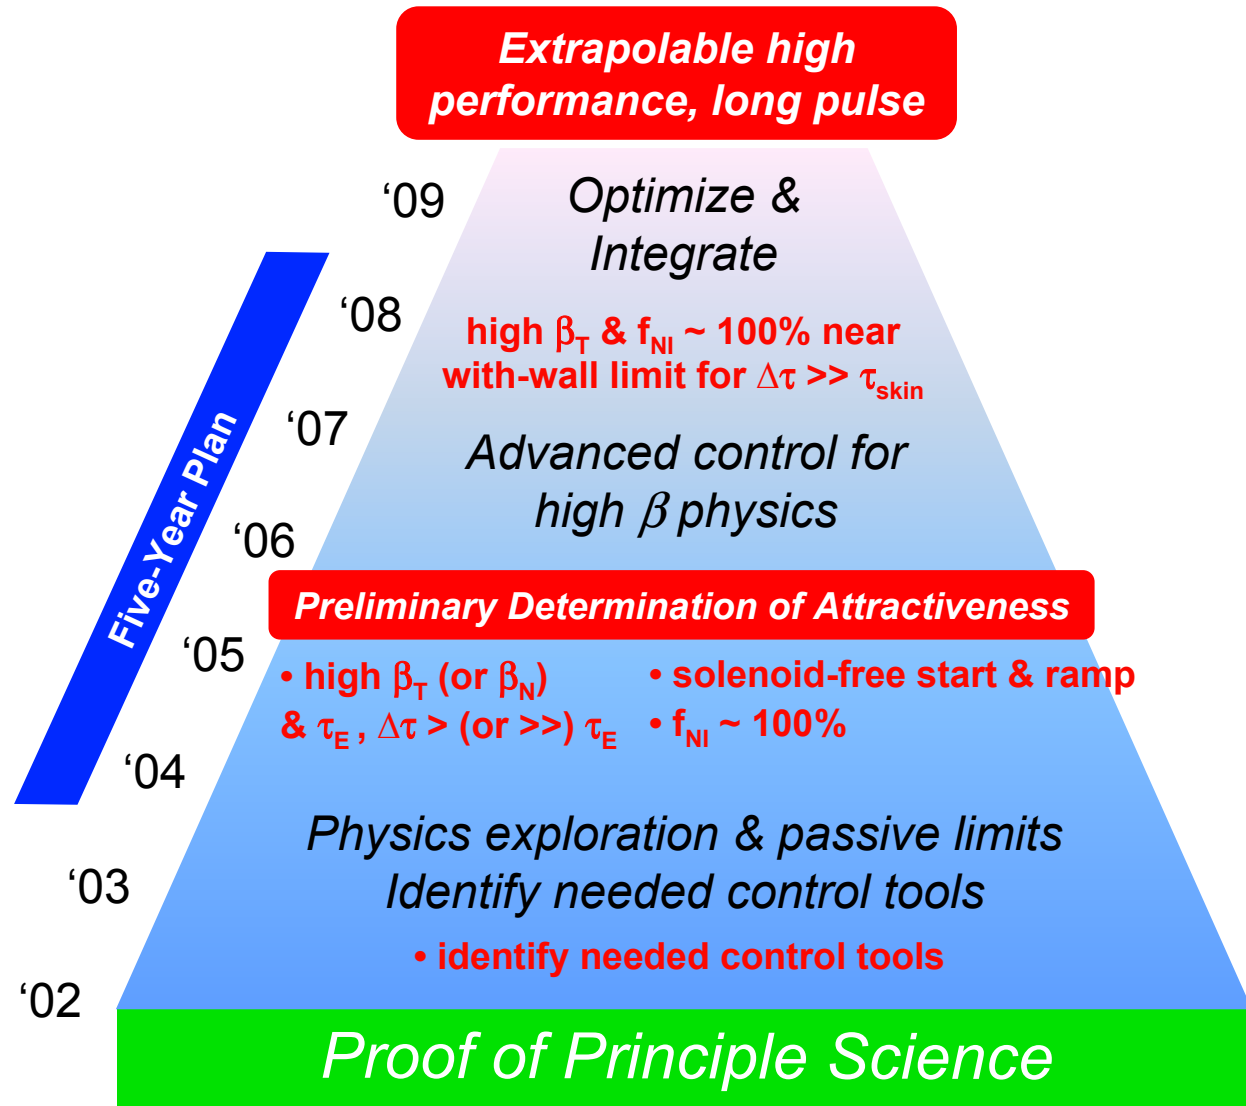 Extrapolable high
performance, long pulse
‘09
Optimize &
Integrate
‘08
high βT & fNI ~ 100% near
with-wall limit for Δτ >> τskin
‘07
Advanced control for
high β physics
Five-Year Plan
‘06
Preliminary Determination of Attractiveness
‘05
• high βT (or βN)
& τE , Δτ > (or >>) τE
• solenoid-free start & ramp
• fNI ~ 100%
‘04
Physics exploration & passive limits
Identify needed control tools
‘03
• identify needed control tools
‘02
Proof of Principle Science